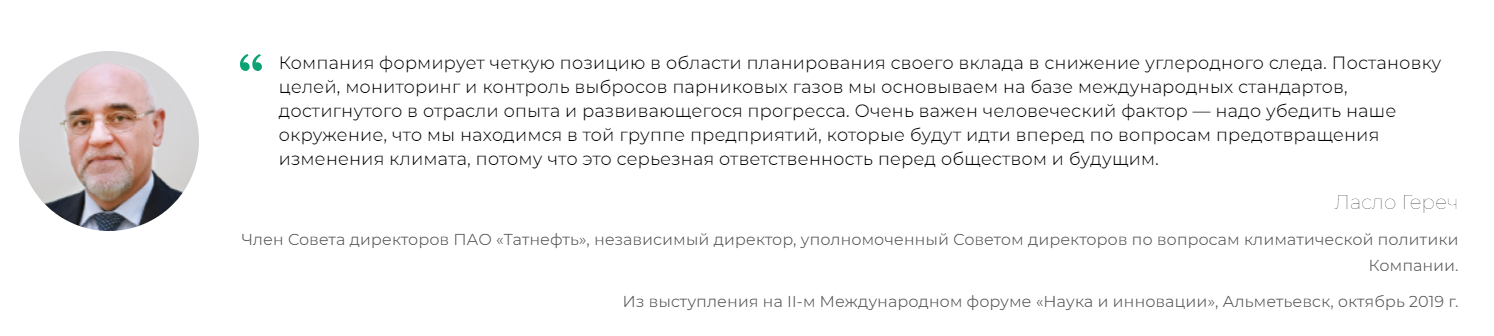 “ Компания формирует четкую позицию в области планирования своего вклада в снижение углеродного следа. Постановку
целей, мониторинг и контроль выбросов парниковых газов мы основываем на базе международных стандартов,
достигнутого в отрасли опыта и развивающегося прогресса. Очень важен человеческий фактор — надо убедить наше
окружение, что мы находимся в той группе предприятий, которые будут идти вперед по вопросам предотвращения
изменения климата, потому что это серьезная ответственность перед обществом и будущим.
Ласло Гереч
Член Совета директоров ПАО «Татнефть», независимый директор, уполномоченный Советом директоров по вопросам климатической политики
Компании.
Из выступления на II-м Международном форуме «Наука и инновации», Альметьевск, октябрь 2019 г.